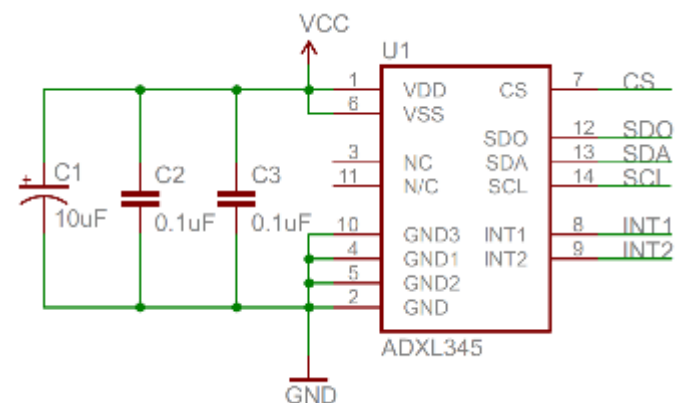 VCC
U1
1 VDD CS 7 CS
6 VSS
SDO 12 SDO
3 NC SDA 13 SDA
11 N/C SCL 14 SCL
+ C1 C2 C3
10uF 0.1uF 0.1uF
10 GND3 INT1 8 INT1
4 GND1 INT2 9 INT2
5 GND2
2 GND
ADXL345
GND